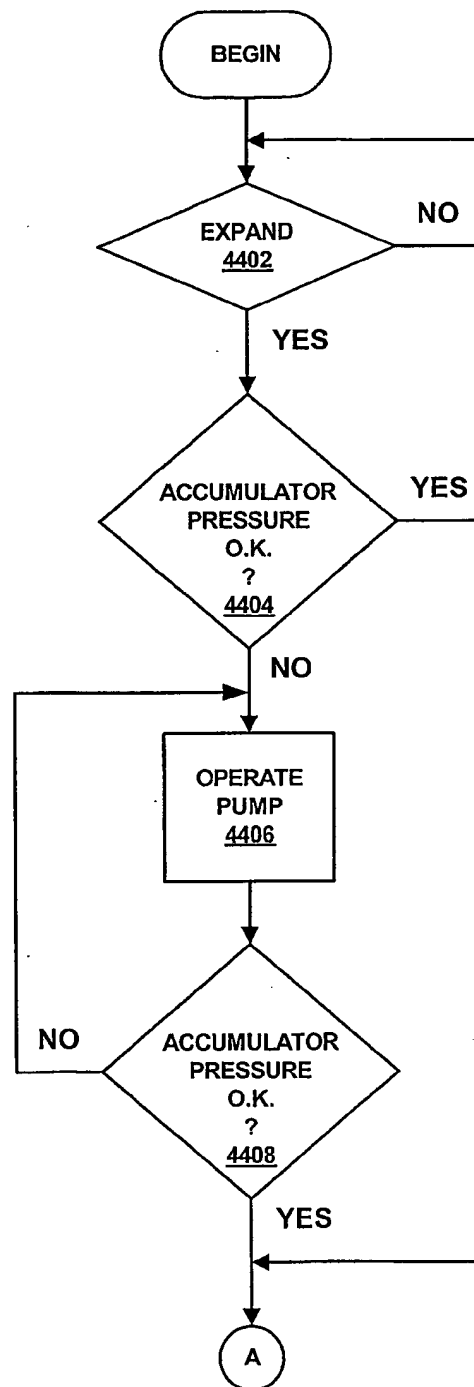 BEGIN
EXPAND
4402
NO
YES
ACCUMULATOR
PRESSURE
O.K.
?
4404
YES
NO
OPERATE
PUMP
4406
ACCUMULATOR
PRESSURE
O.K.
?
4408
NO
YES
A